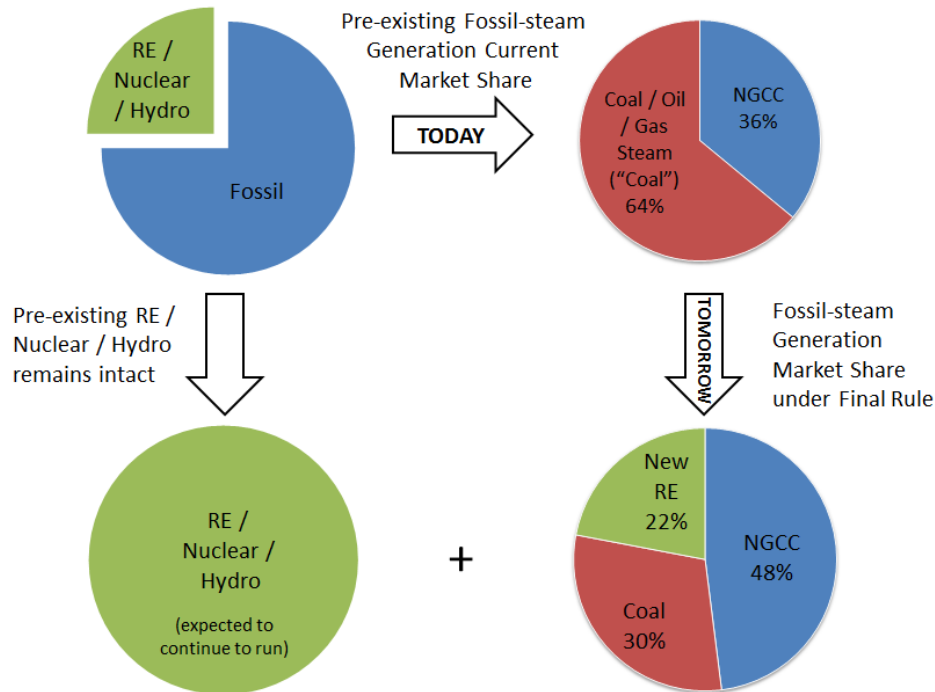 RE /
Nuclear
/ Hydro
Fossil
Pre-existing Fossil-steam
Generation Current
Market Share
TODAY
Coal / Oil
/ Gas
Steam
(“Coal”)
64%
NGCC
36%
Pre-existing RE /
Nuclear / Hydro
remains intact
TOMORROW
Fossil-steam
Generation
Market Share
under Final Rule
RE /
Nuclear /
Hydro
(expected to
continue to run)
+
New
RE
22%
NGCC
48%
Coal
30%